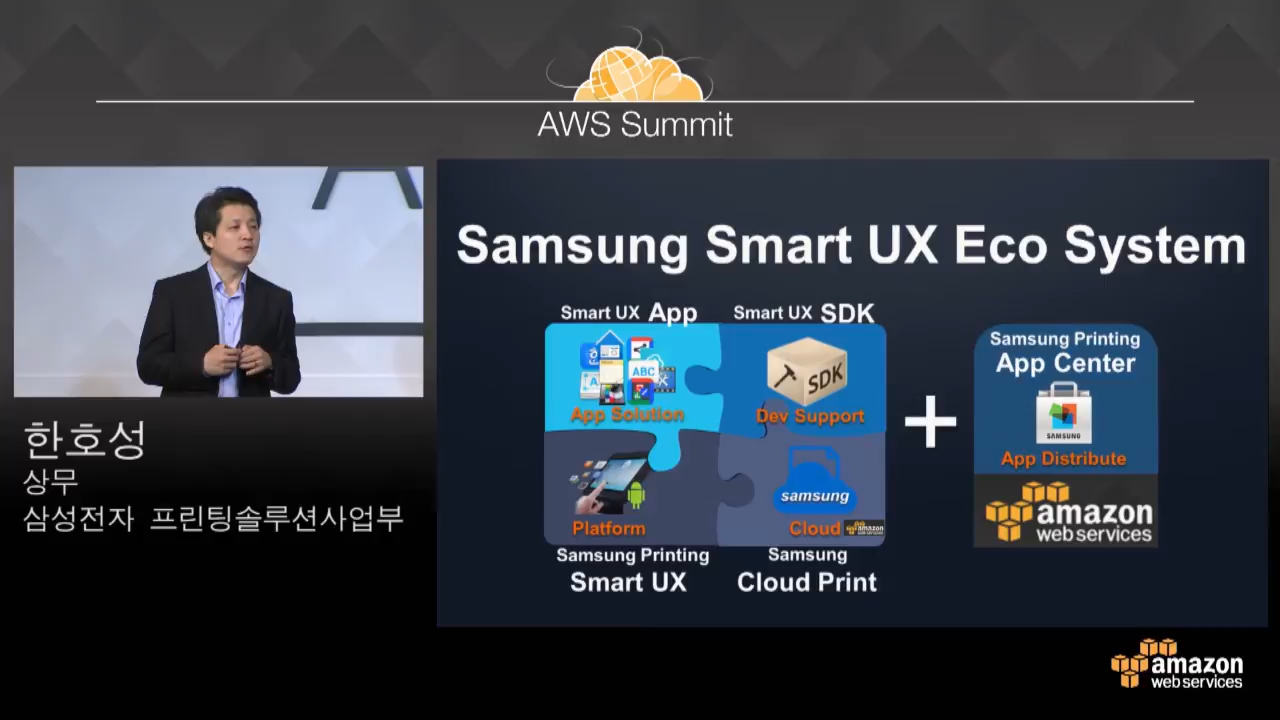 AWS Summit
한호성
상무
삼성전자 프린팅솔루션사업부
Samsung Smart UX Eco System
Smart UX App
Smart UX SDK
ABC
App Solution
SDK
Dev Support
Platform
samsung
Cloud
amazon
Samsung Printing
Smart UX
Samsung
Cloud Print
+
Samsung Printing
App Center
SAMSUNG
App Distribute
amazon
web services
amazon
web services